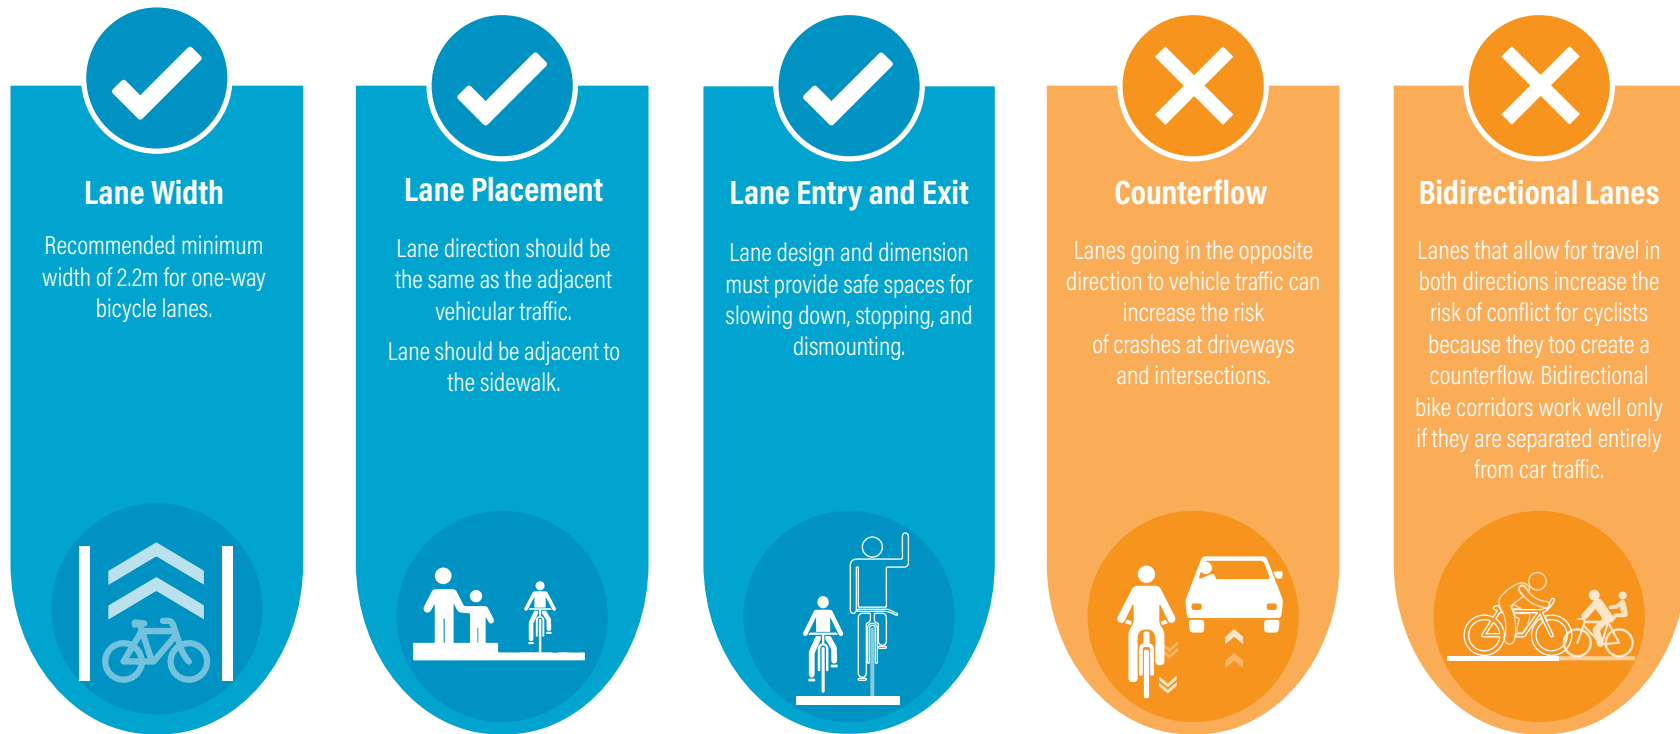 Lane Width
Recommended minimum
width of 2.2m for one-way
bicycle lanes.
Lane Placement
Lane direction should be
the same as the adjacent
vehicular traffic.
Lane should be adjacent to
the sidewalk.
Lane Entry and Exit
Lane design and dimension
must provide safe spaces for
slowing down, stopping, and
dismounting.
Counterflow
Lanes going in the opposite
direction to vehicle traffic can
increase the risk
of crashes at driveways
and intersections.
Bidirectional Lanes
Lanes that allow for travel in
both directions increase the
risk of conflict for cyclists
because they too create a
counterflow. Bidirectional
bike corridors work well only
if they are separated entirely
from car traffic.